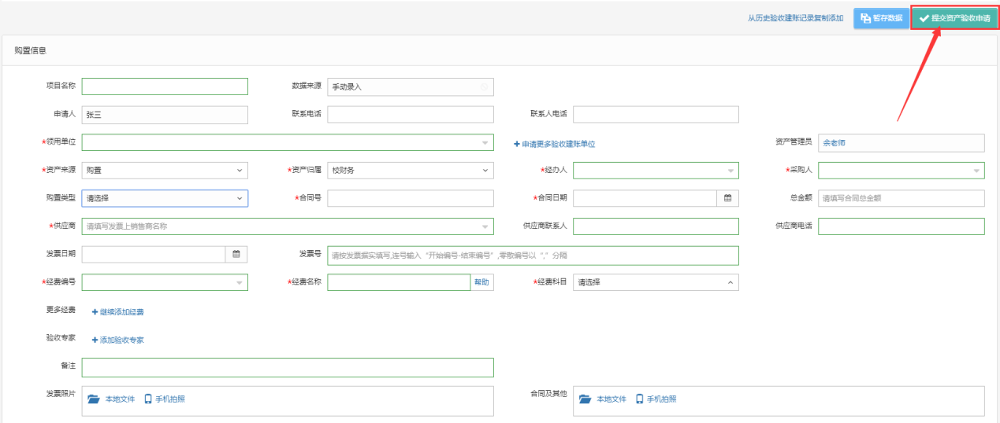 从历史验收建账记录复制添加 暂存数据 提交资产验收申请
购置信息
项目名称 数据来源 手动录入
申请人 张三 联系电话 联系人电话
*领用单位 申请更多验收建账单位 资产管理员 余老师
*资产来源 购置 *资产归属 校财务 *经办人 *采购人
购置类型 请选择 *合同号 *合同日期 总金额 请填写合同总金额
*供应商 请填写发票上销售商名称 供应商联系人 供应商电话
发票日期 发票号 请按发票据实填写,连号输入“开始编号-结束编号”,零散编号以“,”分隔
*经费编号 *经费名称 帮助 *经费科目 请选择
更多经费 继续添加经费
验收专家 添加验收专家
备注
发票照片 本地文件 手机拍照 合同及其他 本地文件 手机拍照